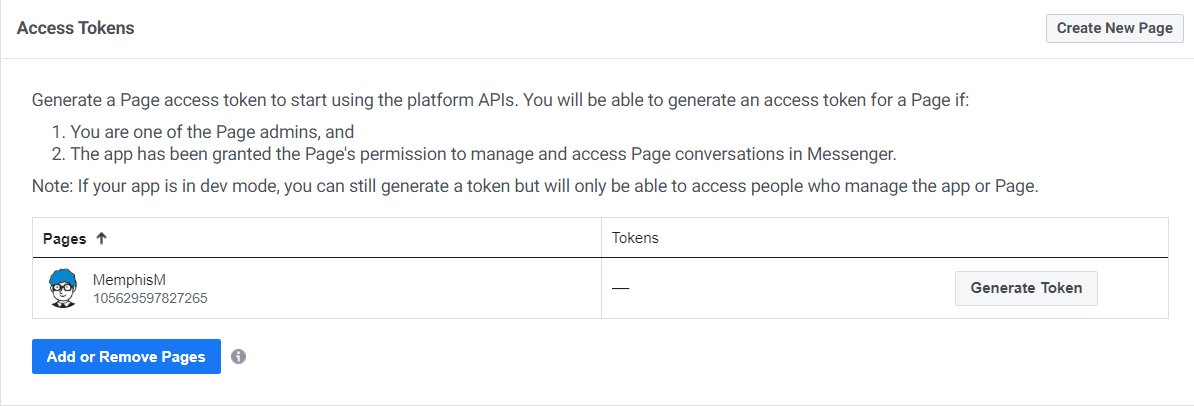 Access Tokens
Create New Page
Generate a Page access token to start using the platform APIs. You will be able to generate an access token for a Page if:
1. You are one of the Page admins, and
2. The app has been granted the Page's permission to manage and access Page conversations in Messenger.
Note: If your app is in dev mode, you can still generate a token but will only be able to access people who manage the app or Page.
Pages ↑
Tokens
MemphisM
105629597827265
—
Generate Token
Add or Remove Pages